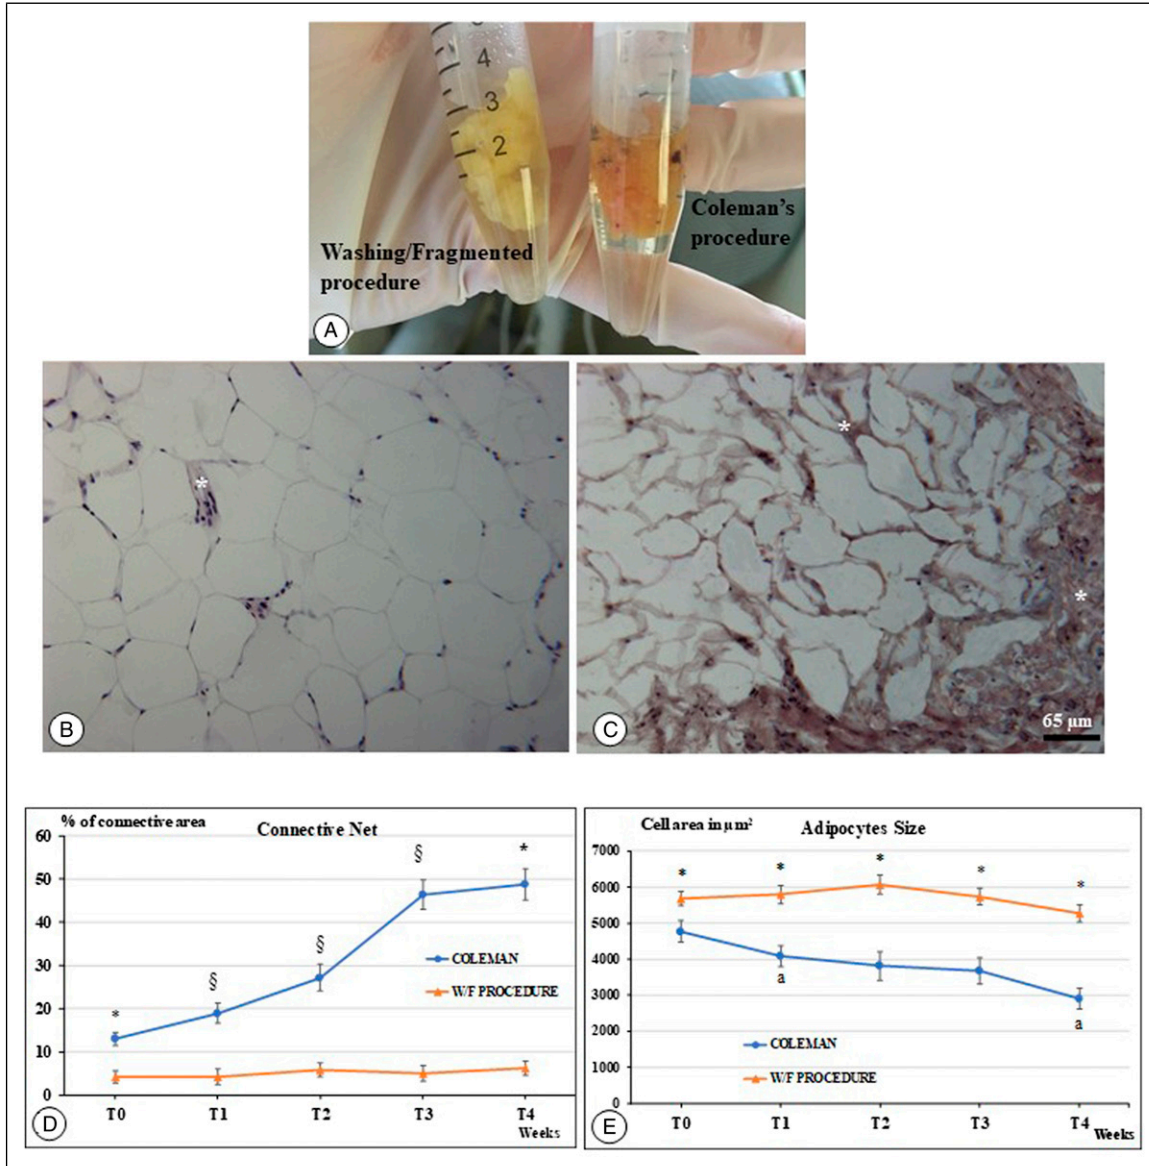 4
3
2
Washing/Fragmented
procedure
Coleman's
procedure
A
*
B
*
*
65 µm
C
% of connective area
Connective Net
60
50
40
30
20
10
0
*
§
§
§
*
COLEMAN
W/F PROCEDURE
T0 T1 T2 T3 T4
Weeks
D
Cell area in µm²
Adipocytes Size
7000
6000
5000
4000
3000
2000
1000
0
* * * * *
a
a
COLEMAN
W/F PROCEDURE
T0 T1 T2 T3 T4 Weeks
E